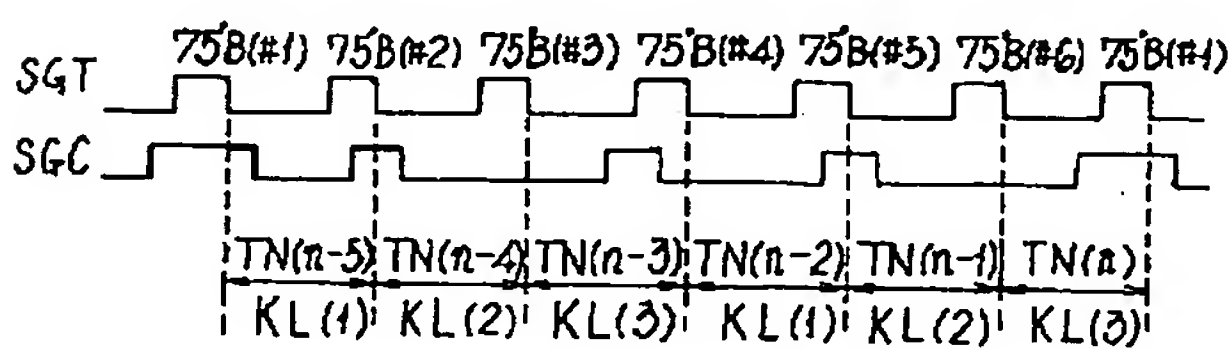 75°B(#1) 75°B(#2) 75°B(#3) 75°B(#4) 75°B(#5) 75°B(#6) 75°B(#1)
SGT
SGC
TN(n-5) TN(n-4) TN(n-3) TN(n-2) TN(n-1) TN(n)
KL(1) KL(2) KL(3) KL(1) KL(2) KL(3)